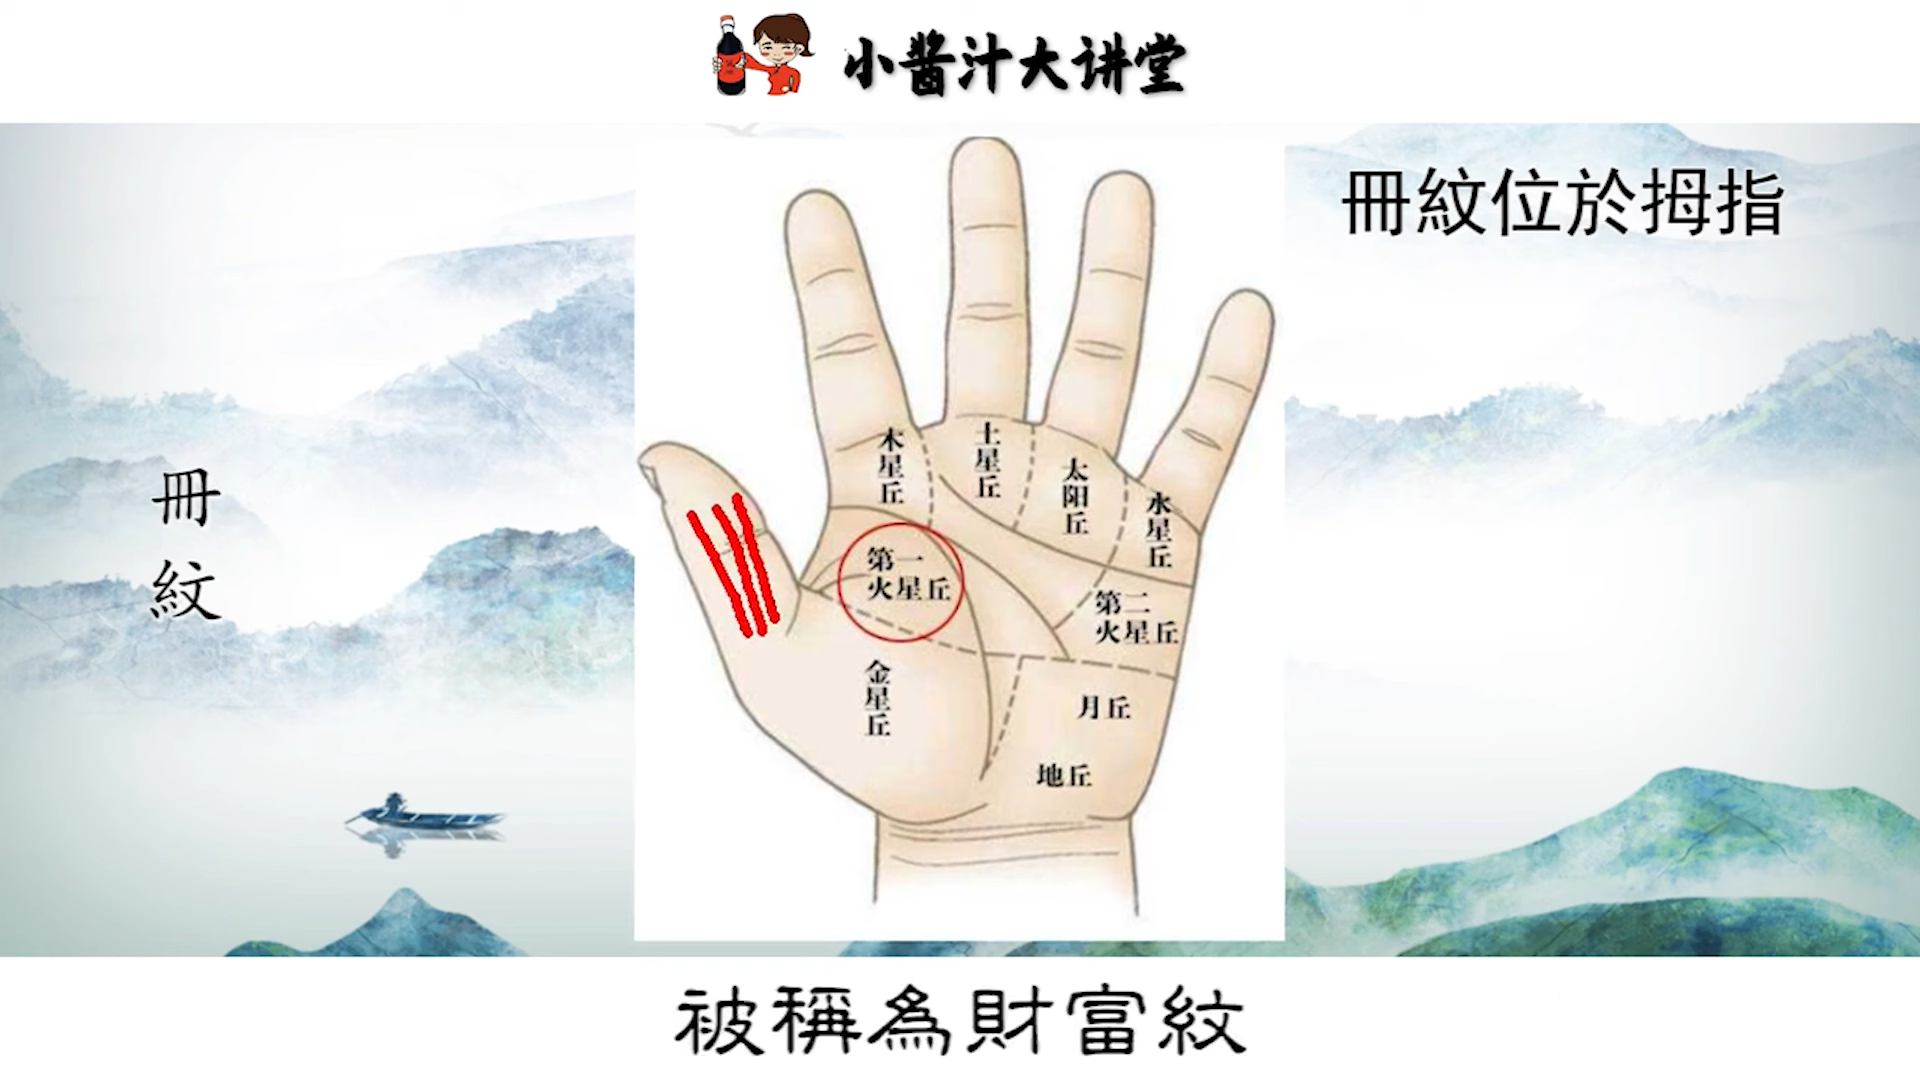 小酱汁大讲堂
冊紋位於拇指
冊紋
木星丘
土星丘
太阳丘
水星丘
第一
火星丘
第二
火星丘
金星丘
月丘
地丘
被稱為財富紋